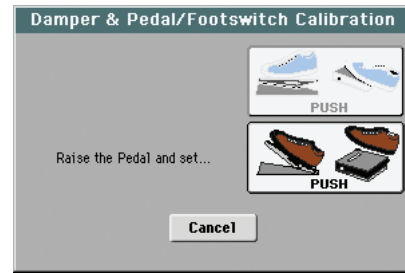 Damper & Pedal/Footswitch Calibration
PUSH
Raise the Pedal and set...
PUSH
Cancel